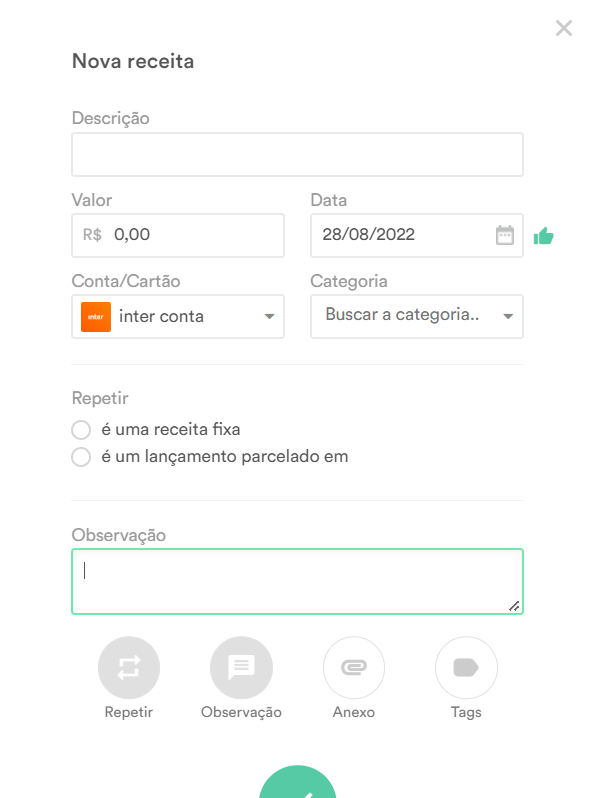 Nova receita
Descrição
Valor Data
R$ 0,00 28/08/2022
Conta/Cartão Categoria
inter inter conta Buscar a categoria..
Repetir
é uma receita fixa
é um lançamento parcelado em
Observação
Repetir Observação Anexo Tags